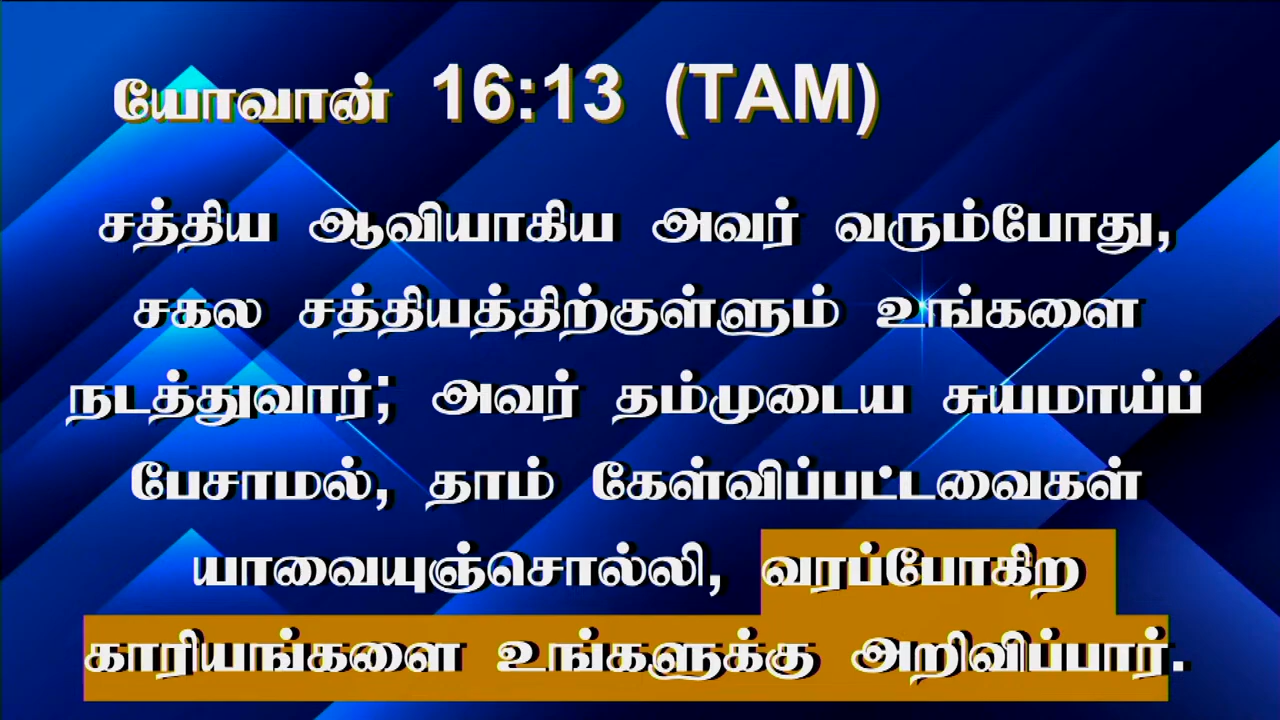 யோவான் 16:13 (TAM)
சத்திய ஆவியாகிய அவர் வரும்போது,
சகல சத்தியத்திற்குள்ளும் உங்களை
நடத்துவார்; அவர் தம்முடைய சுயமாய்ப்
பேசாமல், தாம் கேள்விப்பட்டவைகள்
யாவையுஞ்சொல்லி, வரப்போகிற
காரியங்களை உங்களுக்கு அறிவிப்பார்.